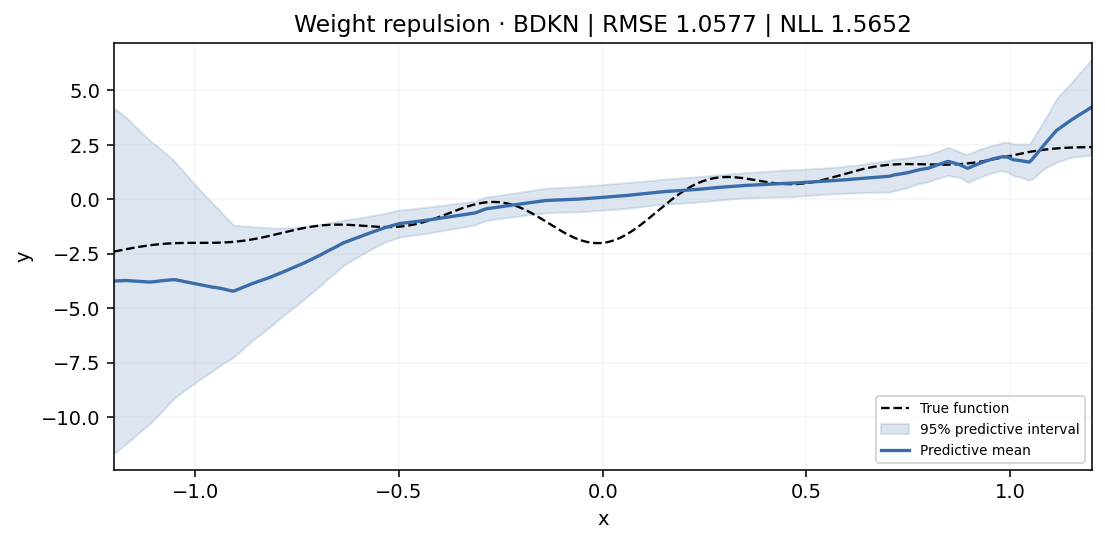 Weight repulsion · BDKN | RMSE 1.0577 | NLL 1.5652
5.0
2.5
0.0
−2.5
−5.0
−7.5
−10.0
y
−1.0
−0.5
0.0
0.5
1.0
x
True function
95% predictive interval
Predictive mean